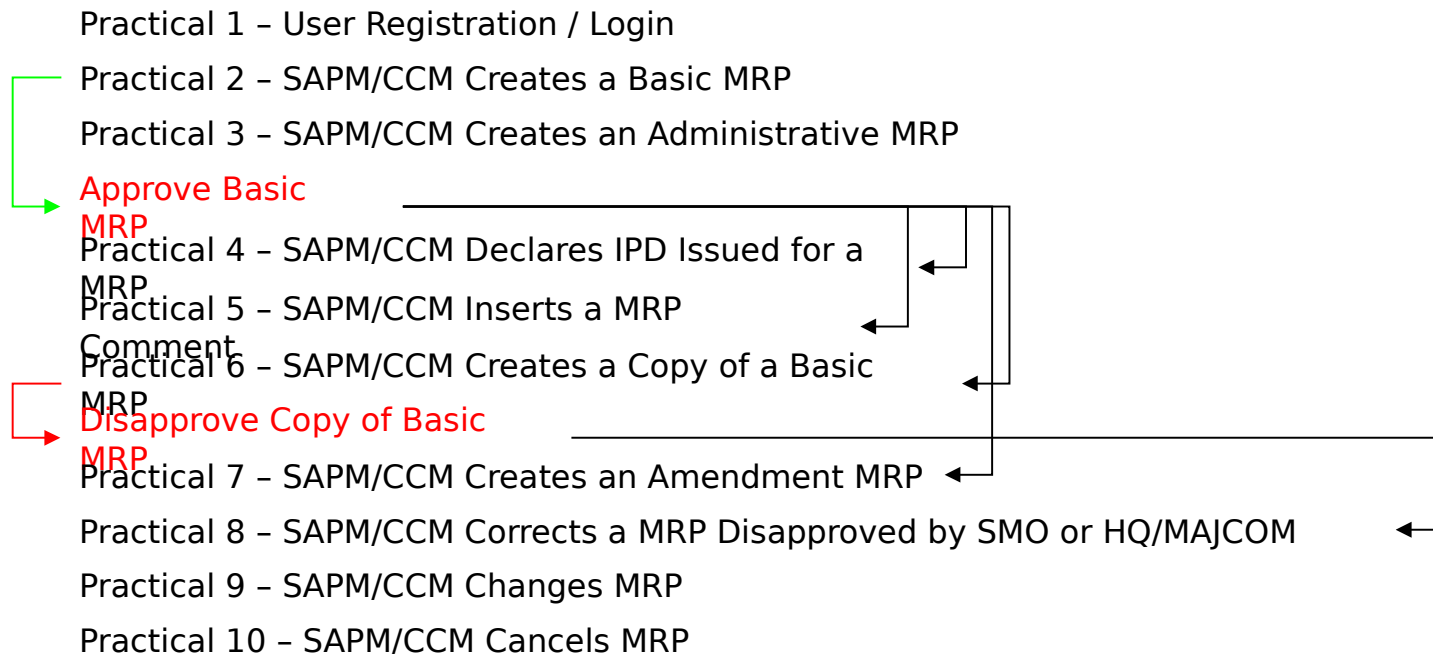 Practical 1 – User Registration / Login
Practical 2 – SAPM/CCM Creates a Basic MRP
Practical 3 – SAPM/CCM Creates an Administrative MRP
Approve Basic
MRP
Practical 4 – SAPM/CCM Declares IPD Issued for a
MRP
Practical 5 – SAPM/CCM Inserts a MRP
Comment
Practical 6 – SAPM/CCM Creates a Copy of a Basic
MRP
Disapprove Copy of Basic
MRP
Practical 7 – SAPM/CCM Creates an Amendment MRP
Practical 8 – SAPM/CCM Corrects a MRP Disapproved by SMO or HQ/MAJCOM
Practical 9 – SAPM/CCM Changes MRP
Practical 10 – SAPM/CCM Cancels MRP